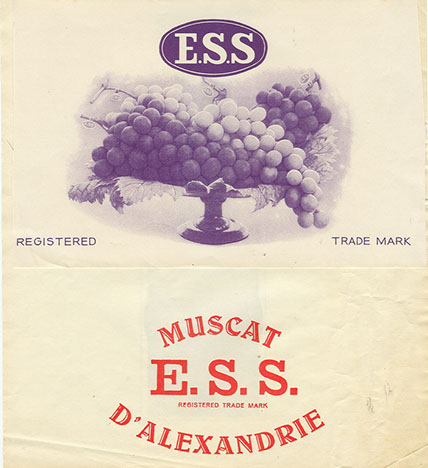 E.S.S
REGISTERED TRADE MARK
MUSCAT
E. S. S.
REGISTERED TRADE MARK
D'ALEXANDRIE